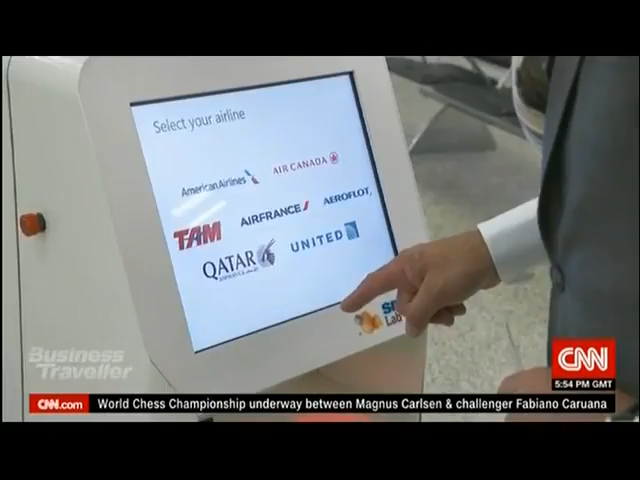 Select your airline
American Airlines
AIR CANADA
TAM
AIRFRANCE
AEROFLOT
QATAR
UNITED
Lab
Business
Traveller
CNN
5:54 PM GMT
CNN.com
World Chess Championship underway between Magnus Carlsen & challenger Fabiano Caruana